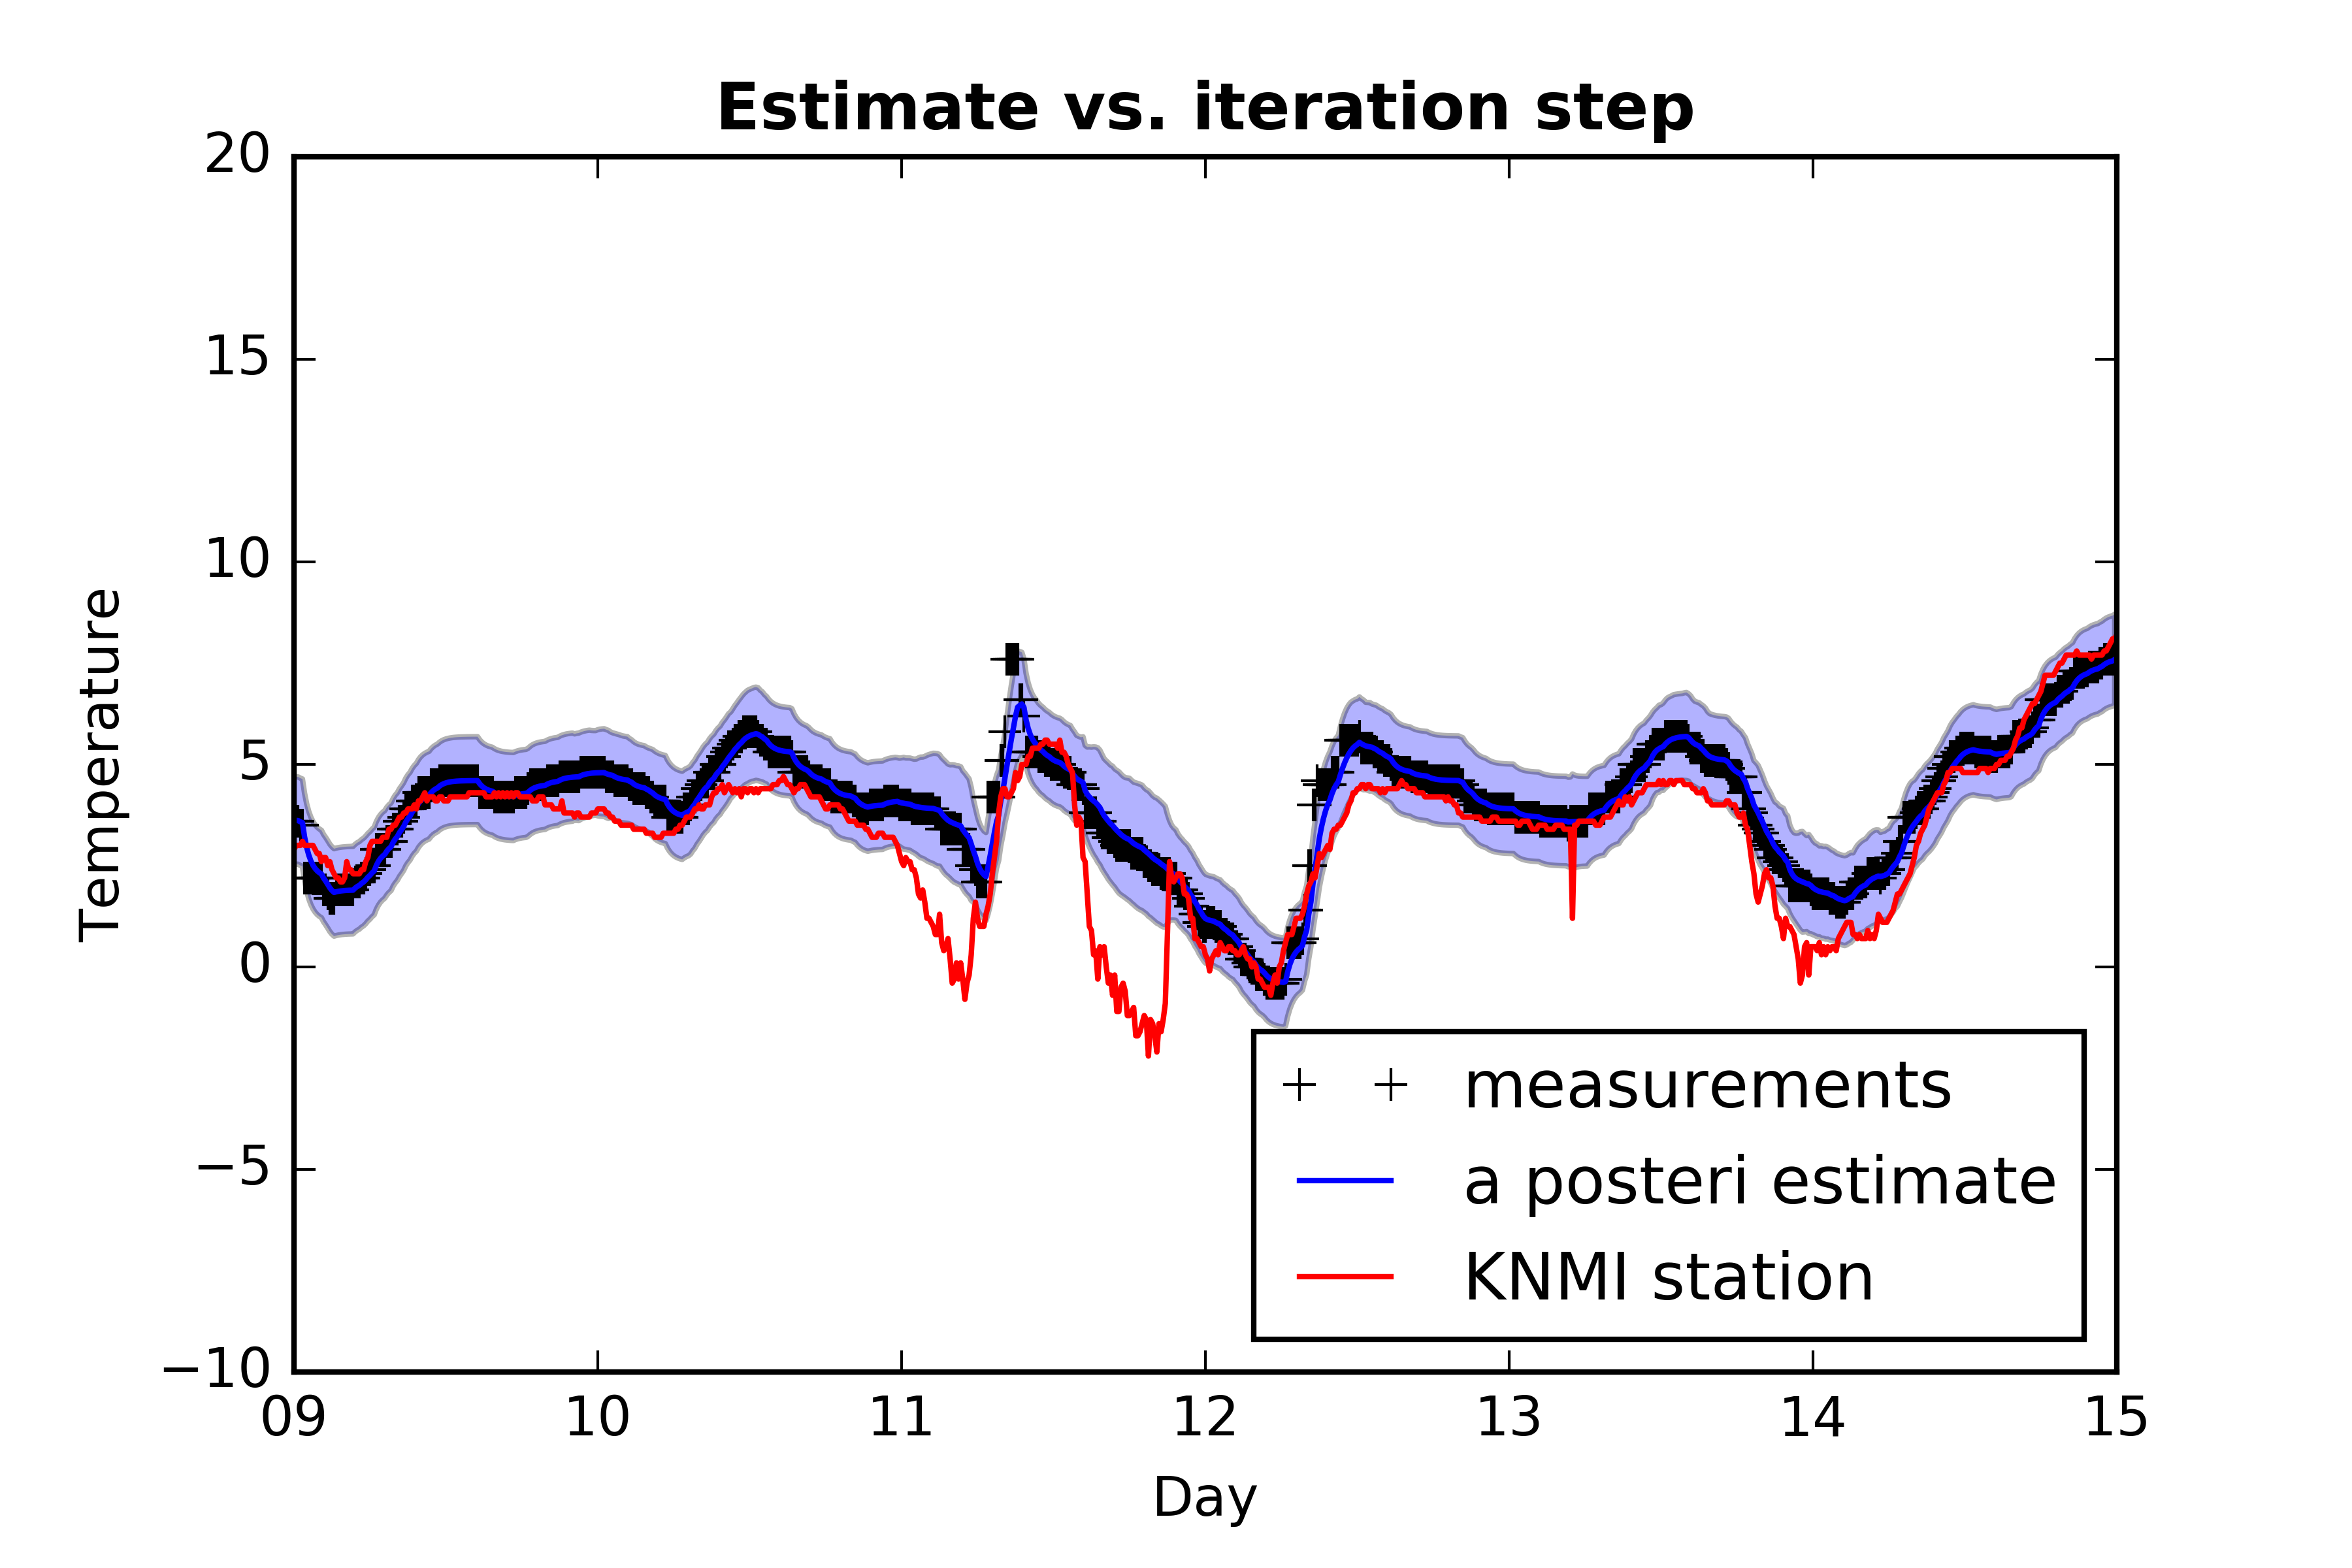 Estimate vs. iteration step
20
15
10
5
0
−5
−10
Temperature
measurements
a posteri estimate
KNMI station
09 10 11 12 13 14 15
Day